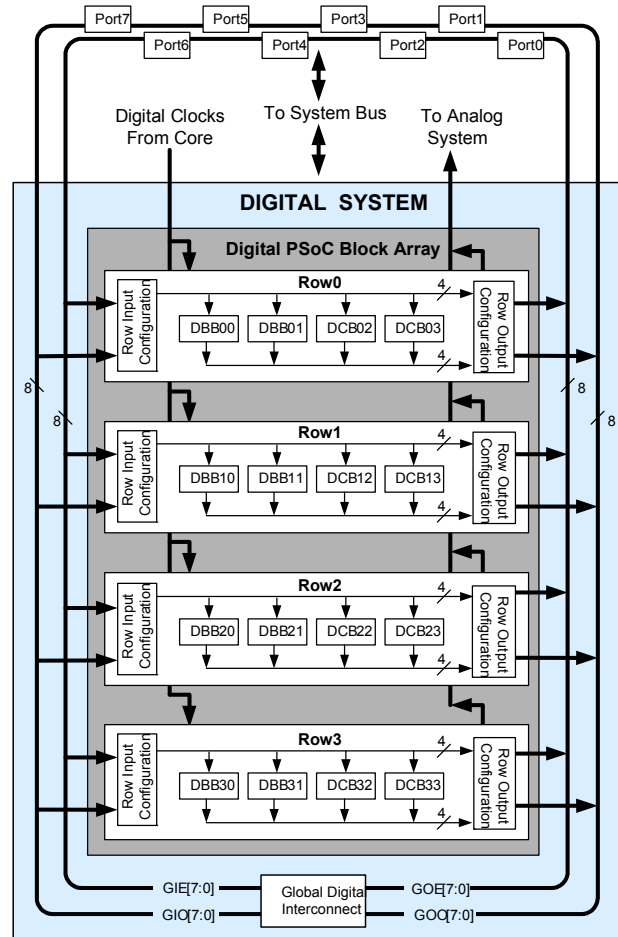 Port7
Port5
Port3
Port1
Port6
Port4
Port2
Port0
Digital Clocks
From Core
To System Bus
To Analog
System
DIGITAL SYSTEM
Digital PSoC Block Array
Row0
Row Input
Configuration
4
DBB00
DBB01
DCB02
DCB03
4
Row Output
Configuration
8
8
8
8
Row1
Row Input
Configuration
4
DBB10
DBB11
DCB12
DCB13
4
Row Output
Configuration
Row2
Row Input
Configuration
4
DBB20
DBB21
DCB22
DCB23
4
Row Output
Configuration
Row3
Row Input
Configuration
4
DBB30
DBB31
DCB32
DCB33
4
Row Output
Configuration
GIE[7:0]
GIO[7:0]
Global Digital
Interconnect
GOE[7:0]
GOO[7:0]